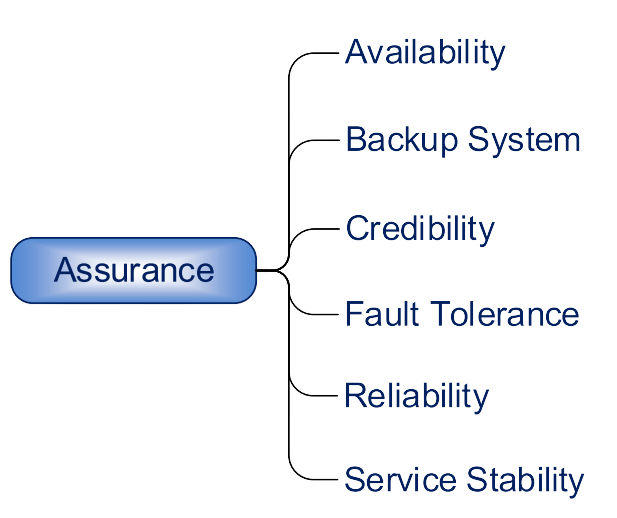 Assurance
Availability
Backup System
Credibility
Fault Tolerance
Reliability
Service Stability